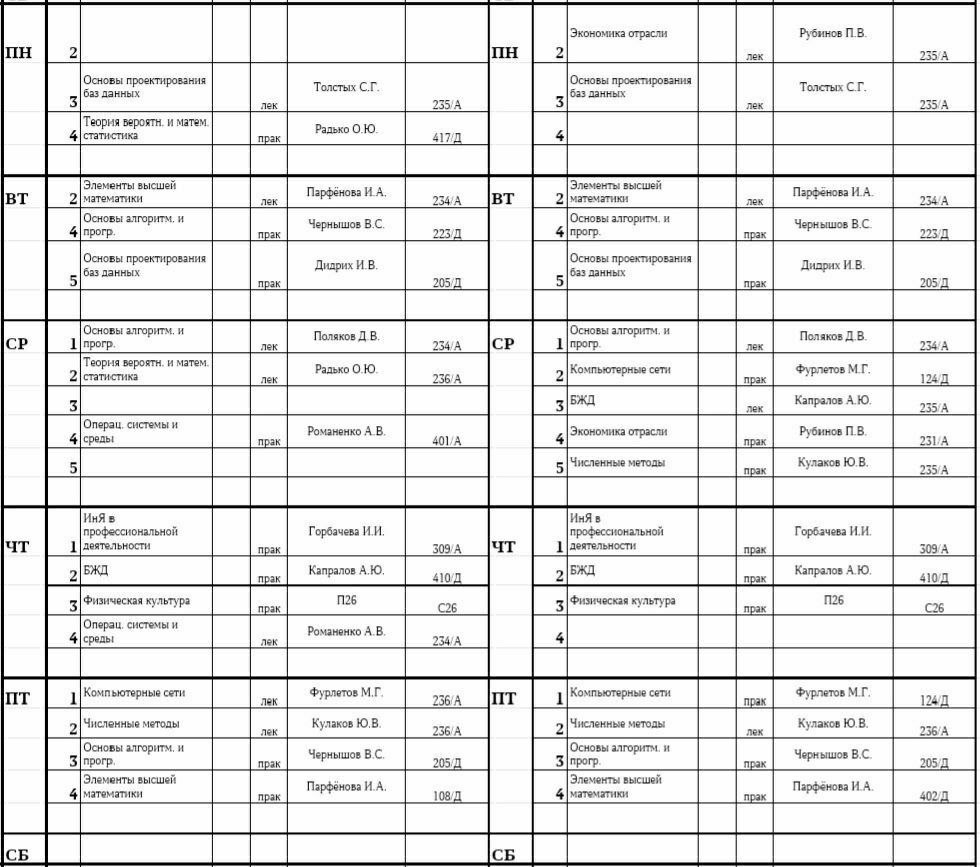 ПН 2 ПН 2 Экономика отрасли лек Рубинов П.В. 235/А
3 Основы проектирования баз данных лек Толстых С.Г. 235/А 3 Основы проектирования баз данных лек Толстых С.Г. 235/А
4 Теория вероятн. и матем. статистика прак Радько О.Ю. 417/Д 4
ВТ 2 Элементы высшей математики лек Парфёнова И.А. 234/А ВТ 2 Элементы высшей математики лек Парфёнова И.А. 234/А
4 Основы алгоритм. и прогр. прак Чернышов В.С. 223/Д 4 Основы алгоритм. и прогр. прак Чернышов В.С. 223/Д
5 Основы проектирования баз данных прак Дидрих И.В. 205/Д 5 Основы проектирования баз данных прак Дидрих И.В. 205/Д
СР 1 Основы алгоритм. и прогр. лек Поляков Д.В. 234/А СР 1 Основы алгоритм. и прогр. лек Поляков Д.В. 234/А
2 Теория вероятн. и матем. статистика лек Радько О.Ю. 236/А 2 Компьютерные сети прак Фурлетов М.Г. 124/Д
3 3 БЖД лек Капралов А.Ю. 235/А
4 Операц. системы и среды прак Романенко А.В. 401/А 4 Экономика отрасли прак Рубинов П.В. 231/А
5 5 Численные методы прак Кулаков Ю.В. 235/А
ЧТ 1 ИнЯ в профессиональной деятельности прак Горбачева И.И. 309/А ЧТ 1 ИнЯ в профессиональной деятельности прак Горбачева И.И. 309/А
2 БЖД прак Капралов А.Ю. 410/Д 2 БЖД прак Капралов А.Ю. 410/Д
3 Физическая культура прак П26 С26 3 Физическая культура прак П26 С26
4 Операц. системы и среды лек Романенко А.В. 234/А 4
ПТ 1 Компьютерные сети лек Фурлетов М.Г. 236/А ПТ 1 Компьютерные сети прак Фурлетов М.Г. 124/Д
2 Численные методы лек Кулаков Ю.В. 236/А 2 Численные методы лек Кулаков Ю.В. 236/А
3 Основы алгоритм. и прогр. прак Чернышов В.С. 205/Д 3 Основы алгоритм. и прогр. прак Чернышов В.С. 205/Д
4 Элементы высшей математики прак Парфёнова И.А. 108/Д 4 Элементы высшей математики прак Парфёнова И.А. 402/Д
СБ СБ